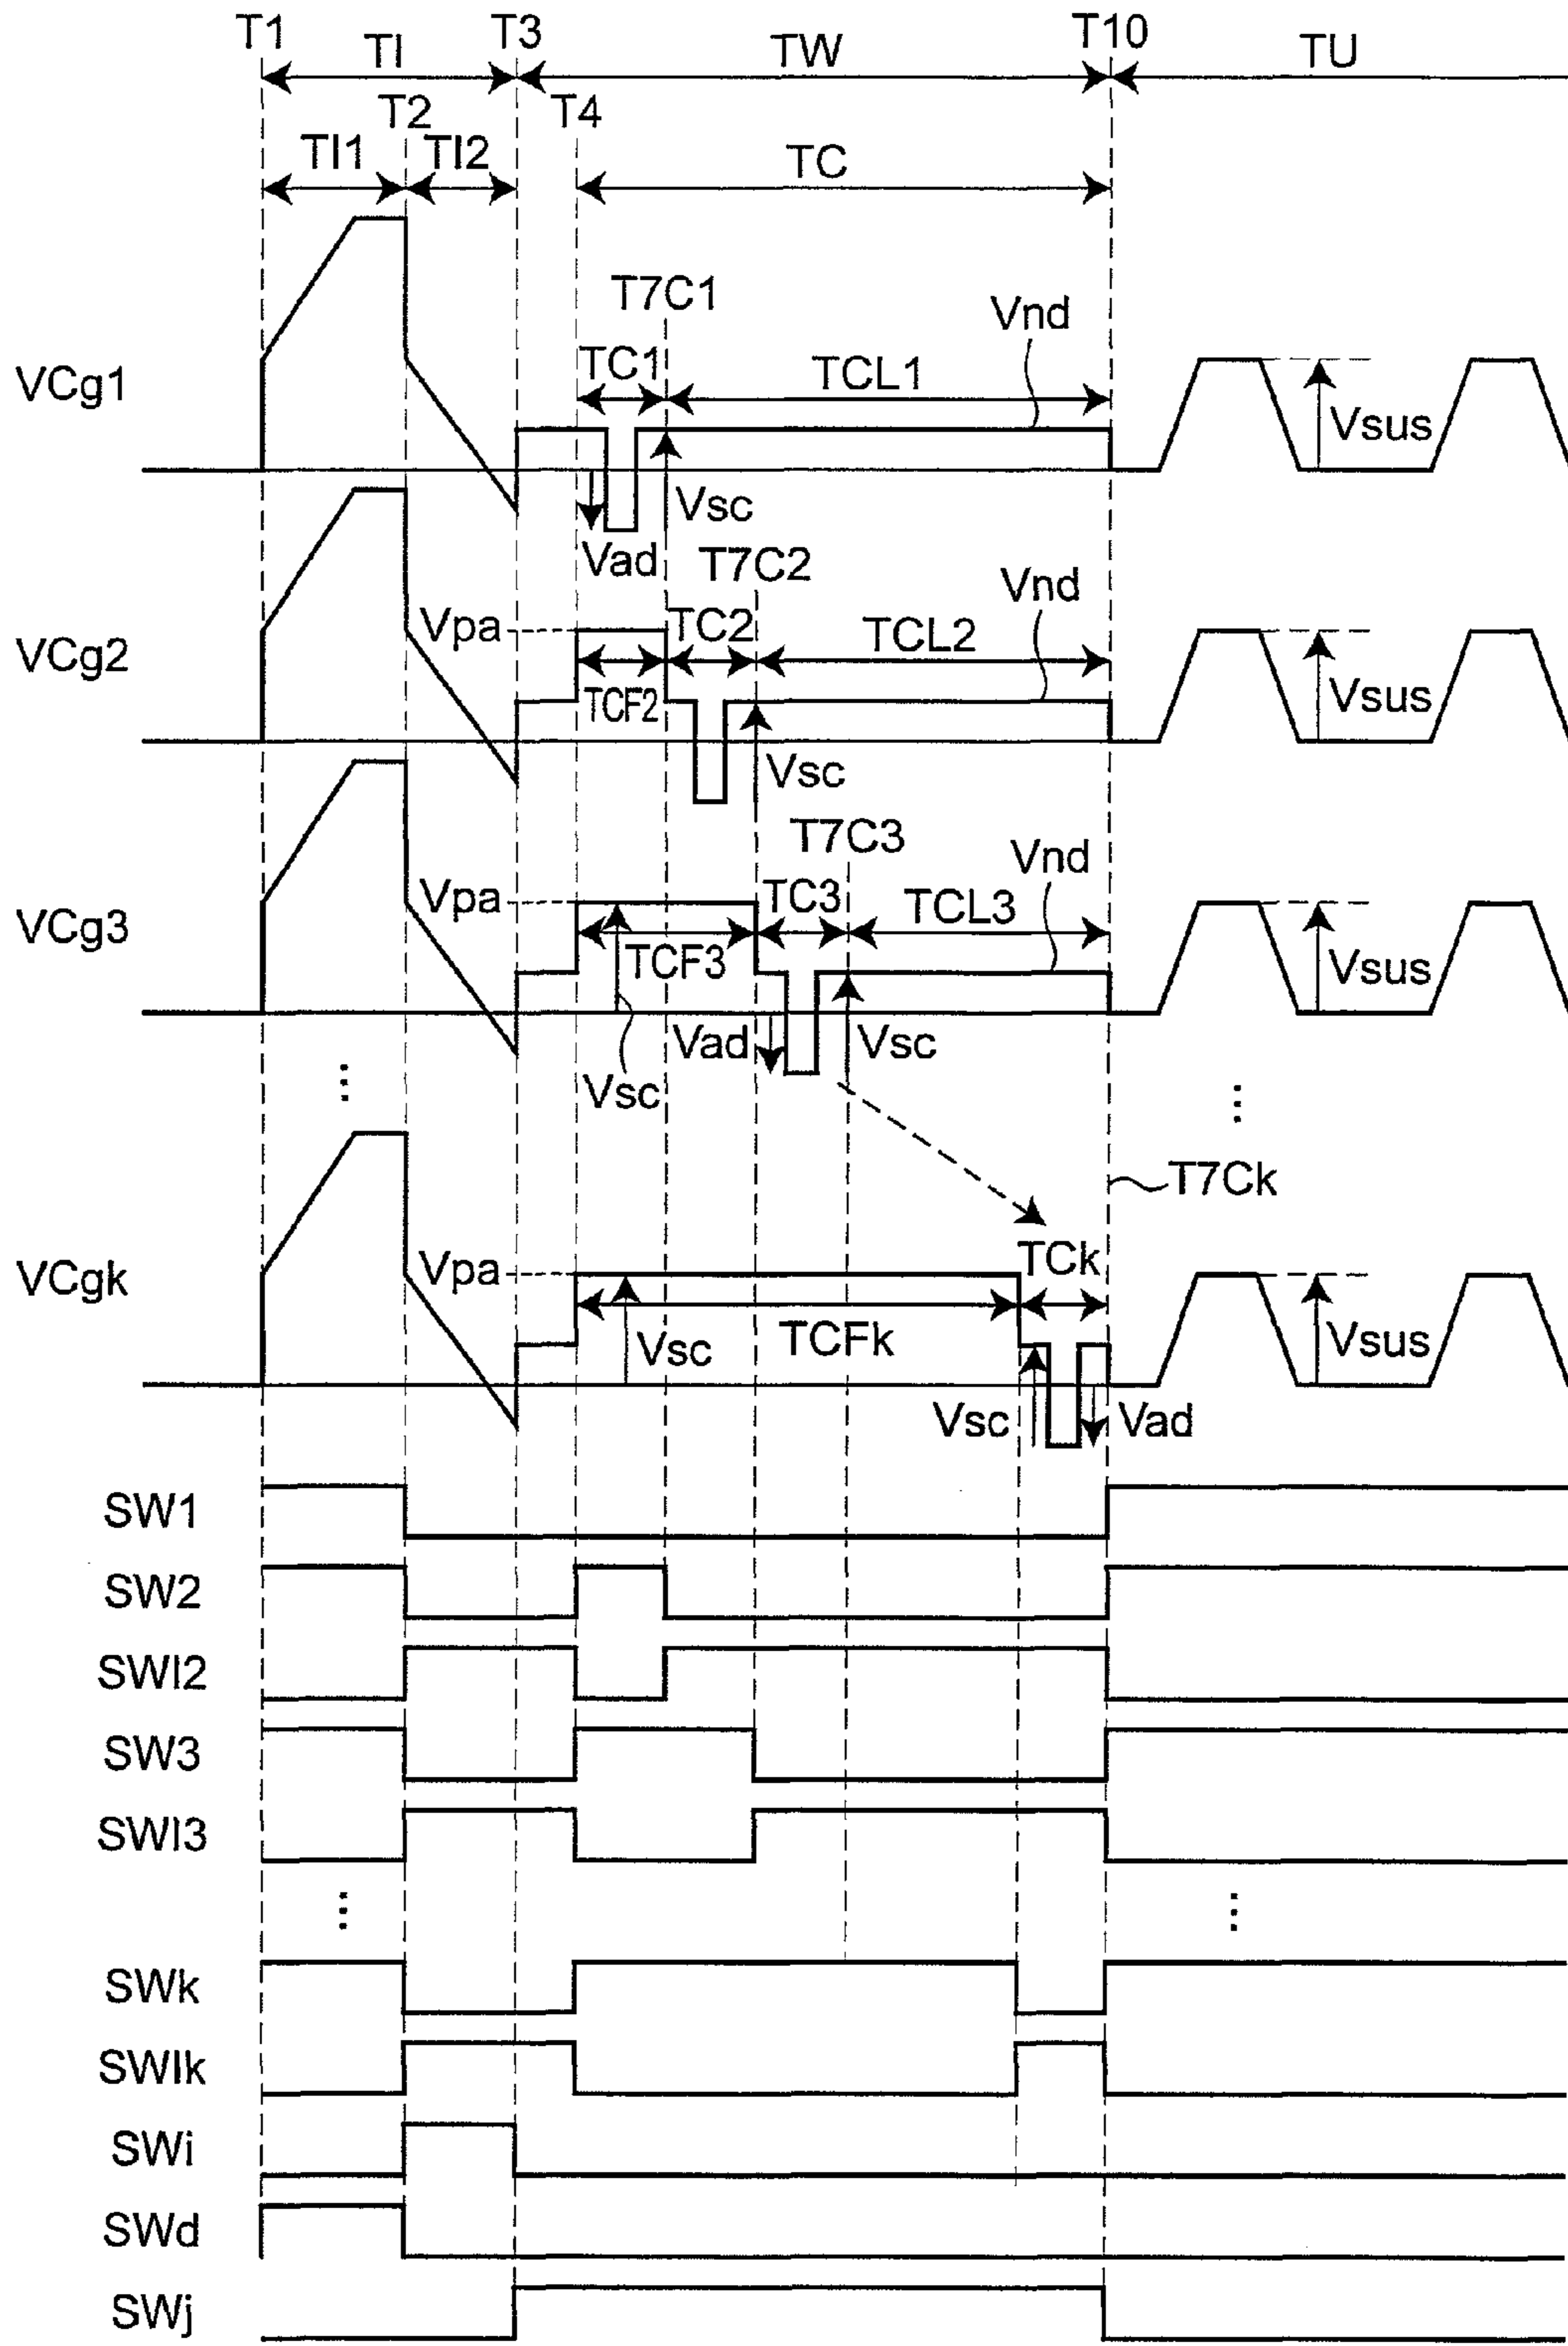 T1 TI T3 TW T10 TU
T2 T4
TI1 TI2 TC
T7C1 Vnd
VCg1 TC1 TCL1 Vsus
Vsc
Vad T7C2 Vnd
Vpa TC2 TCL2
VCg2 TCF2 Vsus
Vsc
T7C3 Vnd
Vpa TC3 TCL3
VCg3 TCF3 Vsus
Vad Vsc
Vsc
...
...
T7Ck
TCk
VCgk Vpa
Vsc TCFk Vsus
Vsc Vad
SW1
SW2
SWI2
SW3
SWI3
... ...
SWk
SWIk
SWi
SWd
SWj